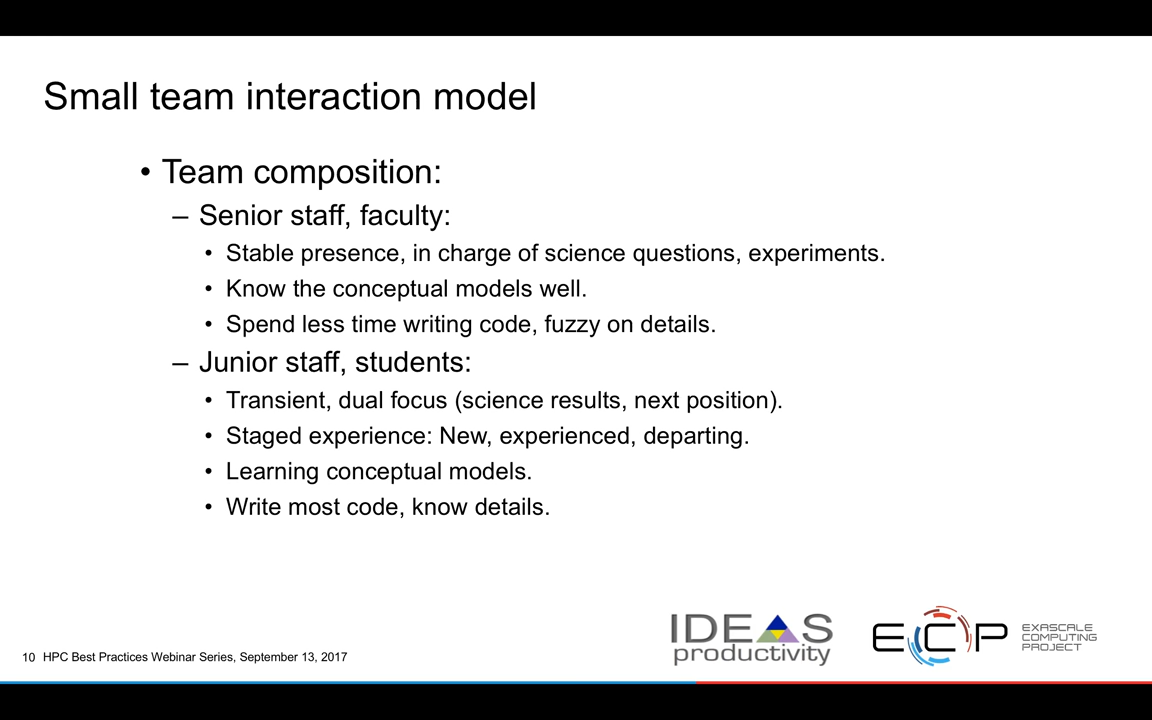 Small team interaction model
• Team composition:
– Senior staff, faculty:
• Stable presence, in charge of science questions, experiments.
• Know the conceptual models well.
• Spend less time writing code, fuzzy on details.
– Junior staff, students:
• Transient, dual focus (science results, next position).
• Staged experience: New, experienced, departing.
• Learning conceptual models.
• Write most code, know details.
10 HPC Best Practices Webinar Series, September 13, 2017
IDEAS
productivity
ECP
EXASCALE
COMPUTING
PROJECT